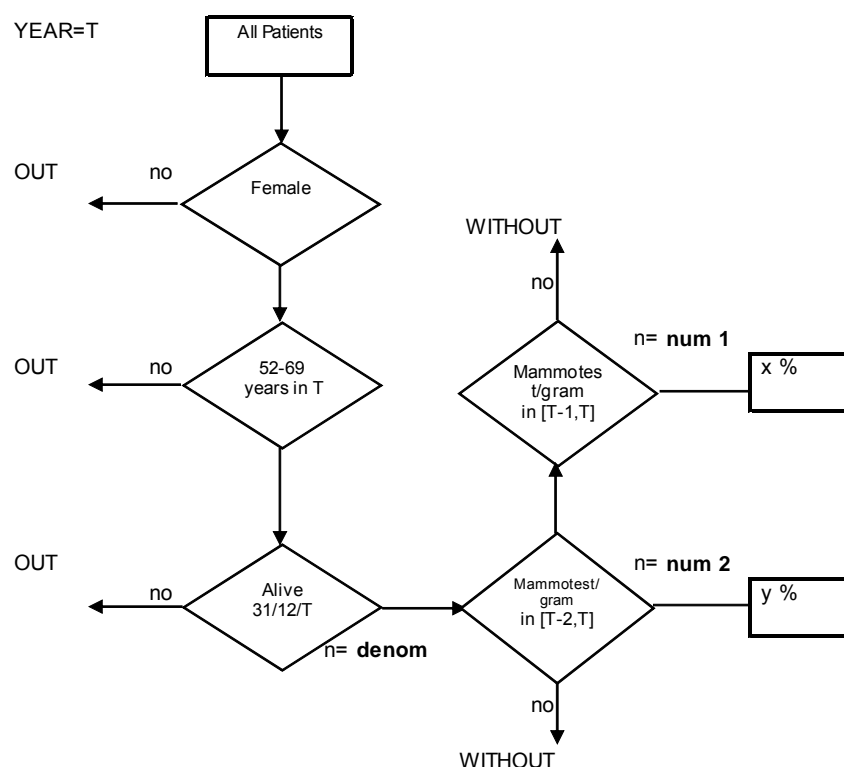 YEAR=T
All Patients
OUT
no
Female
WITHOUT
no
OUT
no
52-69
years in T
n= num 1
Mammotes
t/gram
in [T-1,T]
x %
OUT
no
Alive
31/12/T
n= denom
n= num 2
Mammotest/
gram
in [T-2,T]
y %
no
WITHOUT